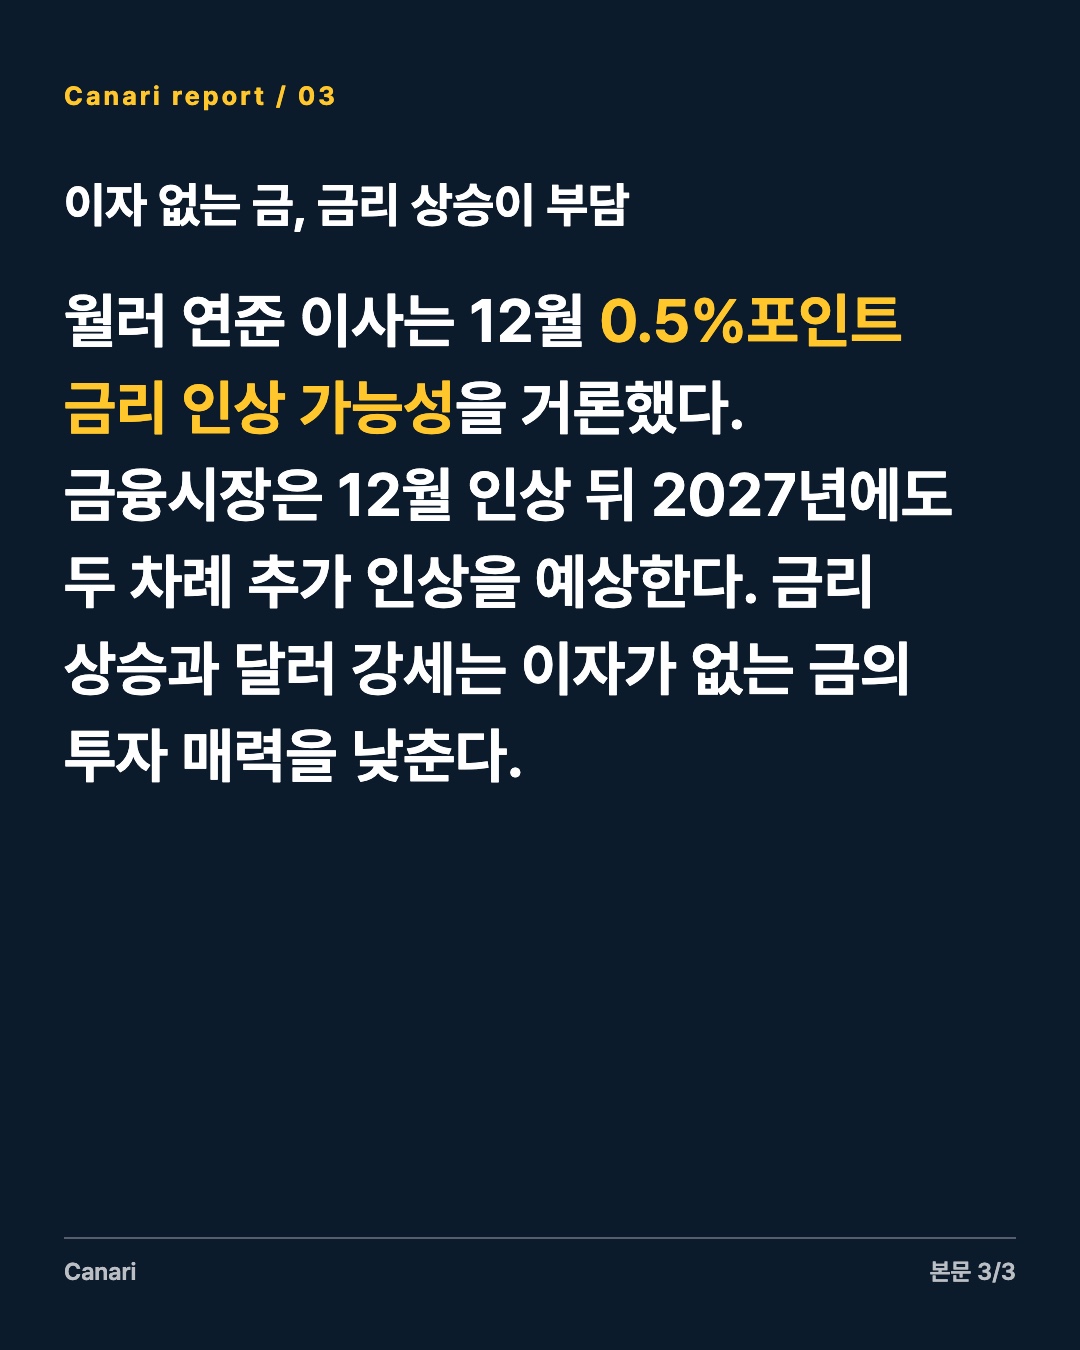 Canari report / 03
이자 없는 금, 금리 상승이 부담
월러 연준 이사는 12월 0.5%포인트
금리 인상 가능성을 거론했다.
금융시장은 12월 인상 뒤 2027년에도
두 차례 추가 인상을 예상한다. 금리
상승과 달러 강세는 이자가 없는 금의
투자 매력을 낮춘다.
Canari
본문 3/3